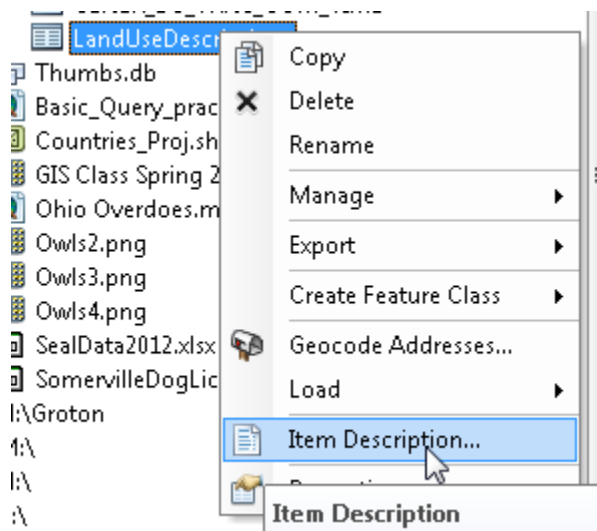 LandUseDescri
Thumbs.db
Basic_Query_prac
Countries_Proj.sh
GIS Class Spring 2
Ohio Overdoes.m
Owls2.png
Owls3.png
Owls4.png
SealData2012.xlsx
SomervilleDogLic
I:\Groton
Copy
Delete
Rename
Manage
Export
Create Feature Class
Geocode Addresses...
Load
Item Description...
Item Description